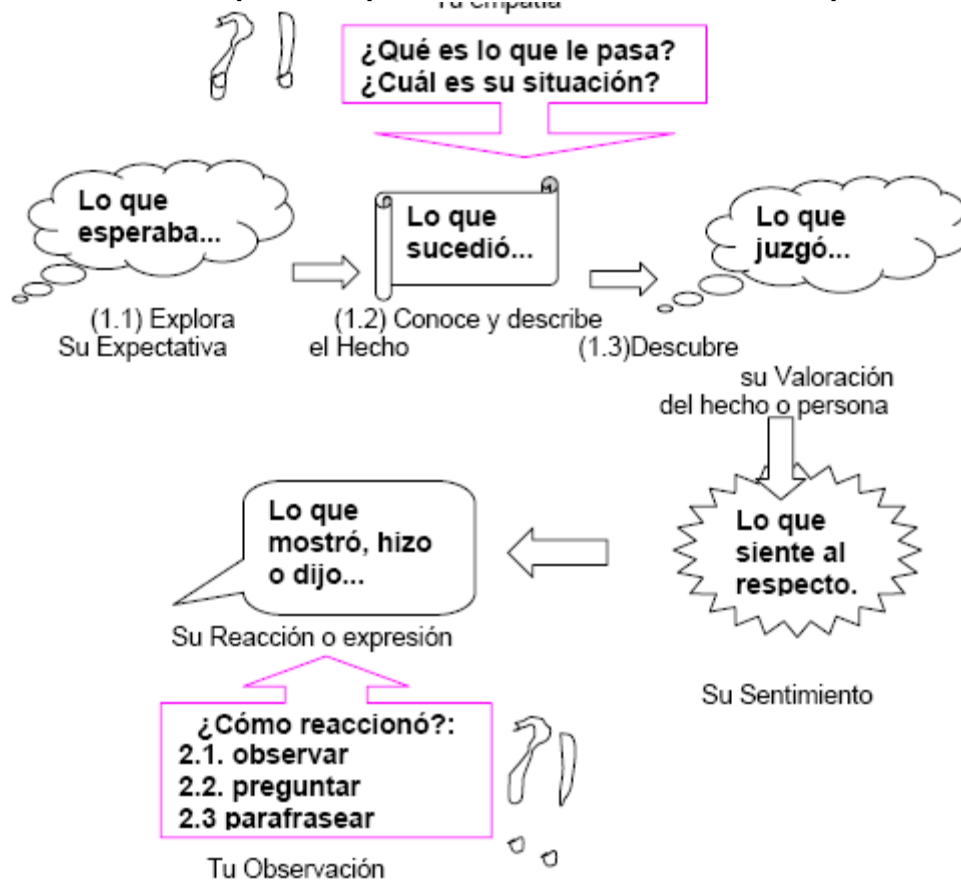 Tu empatía
¿Qué es lo que le pasa?
¿Cuál es su situación?
Lo que
esperaba...
Lo que
sucedió...
Lo que
juzgó...
(1.1) Explora
Su Expectativa
(1.2) Conoce y describe
el Hecho
(1.3)Descubre
su Valoración
del hecho o persona
Lo que
siente al
respecto.
Su Sentimiento
Lo que
mostró, hizo
o dijo...
Su Reacción o expresión
¿Cómo reaccionó?:
2.1. observar
2.2. preguntar
2.3 parafrasear
Tu Observación